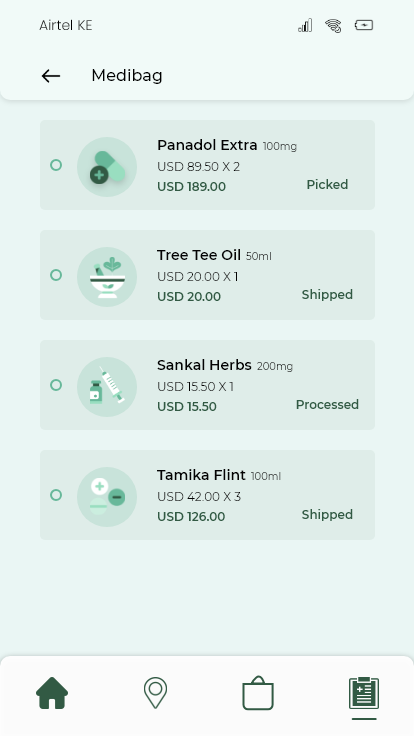 Airtel KE
Medibag
Panadol Extra 100mg
USD 89.50 X 2
USD 189.00
Picked
Tree Tee Oil 50ml
USD 20.00 X 1
USD 20.00
Shipped
Sankal Herbs 200mg
USD 15.50 X 1
USD 15.50
Processed
Tamika Flint 100ml
USD 42.00 X 3
USD 126.00
Shipped